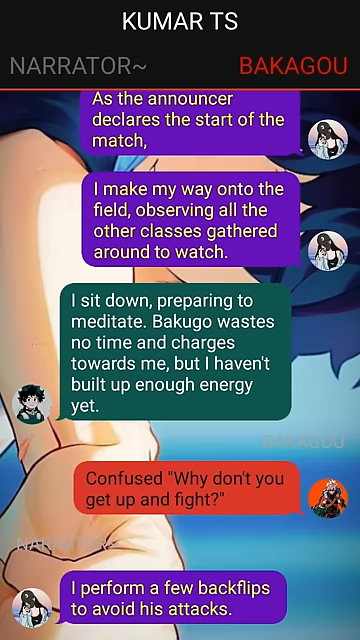 KUMAR TS
NARRATOR~ BAKAGOU
As the announcer
declares the start of the
match,
I make my way onto the
field, observing all the
other classes gathered
around to watch.
I sit down, preparing to
meditate. Bakugo wastes
no time and charges
towards me, but I haven't
built up enough energy
yet.
BAKAGOU
Confused "Why don't you
get up and fight?"
NARRATOR~
I perform a few backflips
to avoid his attacks.